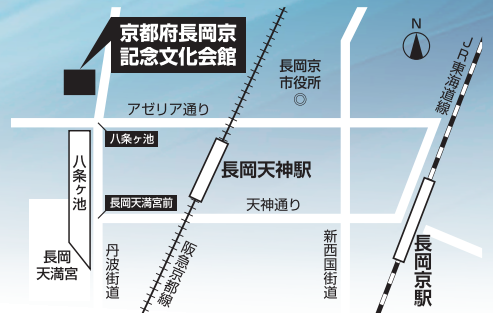 京都府長岡京
記念文化会館
N
JR東海道線
長岡京
市役所
アゼリア通り
八条ヶ池
八条ヶ池
長岡天神駅
長岡天満宮前
天神通り
長岡
天満宮
丹波街道
阪急京都線
新西国街道
長岡京駅